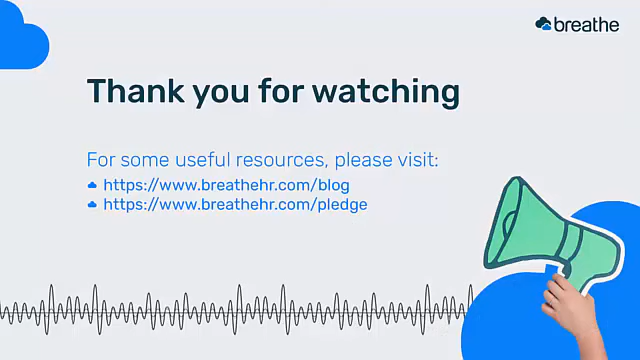 breathe
Thank you for watching
For some useful resources, please visit:
https://www.breathehr.com/blog
https://www.breathehr.com/pledge